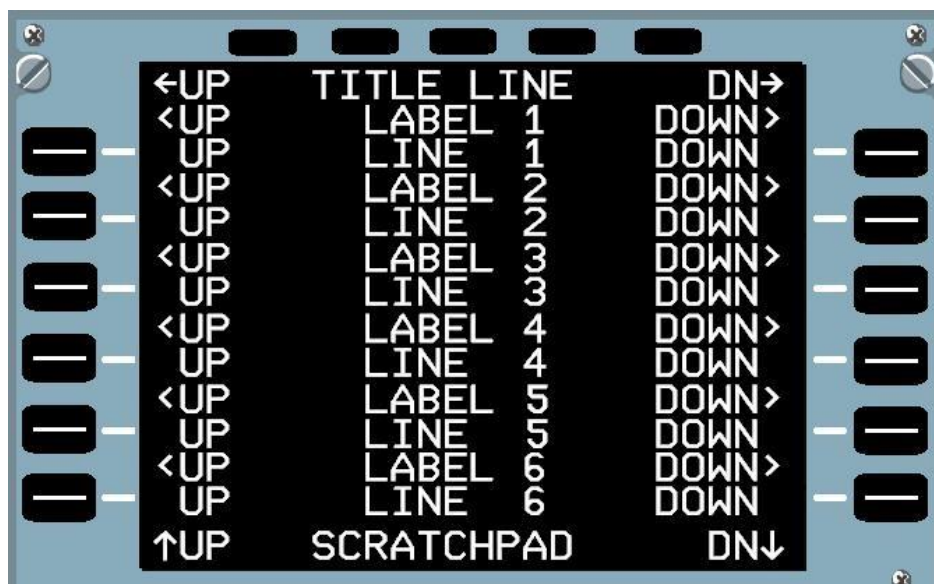 ←UP TITLE LINE DN→
<UP LABEL 1 DOWN>
UP LINE 1 DOWN
<UP LABEL 2 DOWN>
UP LINE 2 DOWN
<UP LABEL 3 DOWN>
UP LINE 3 DOWN
<UP LABEL 4 DOWN>
UP LINE 4 DOWN
<UP LABEL 5 DOWN>
UP LINE 5 DOWN
<UP LABEL 6 DOWN>
UP LINE 6 DOWN
↑UP SCRATCHPAD DN↓